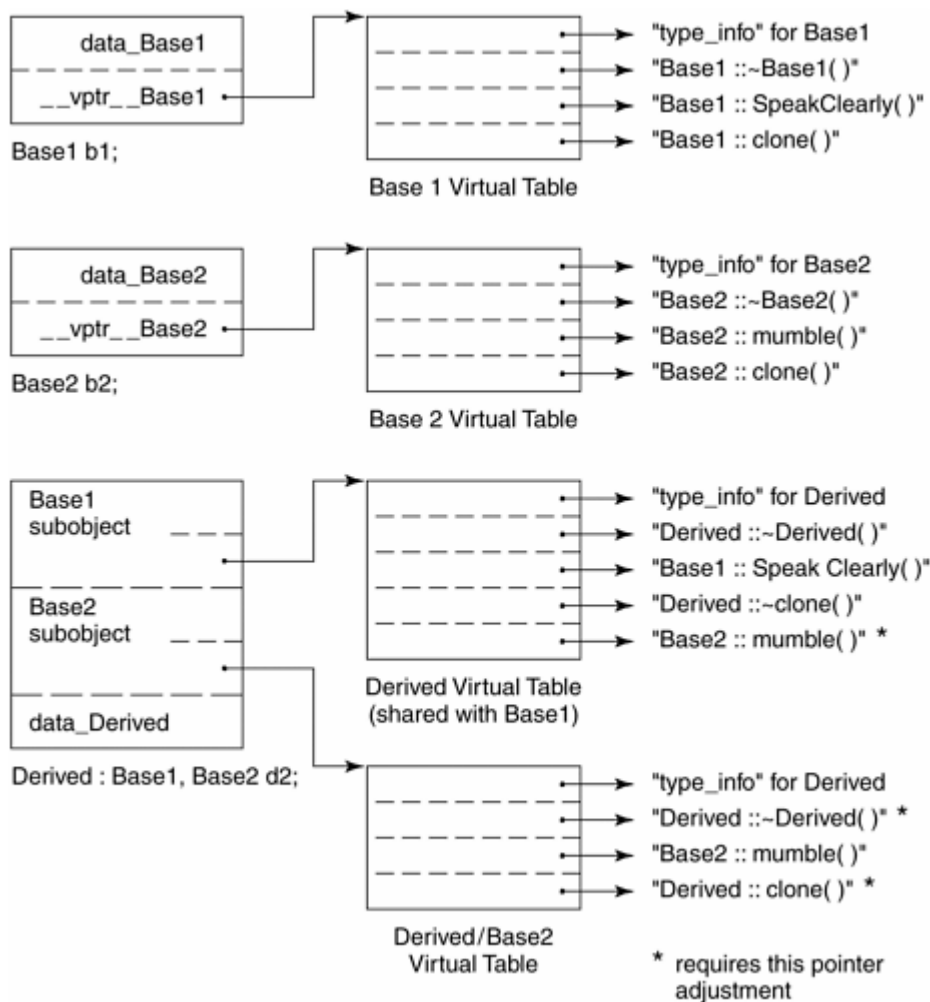 data_Base1
__vptr__Base1
Base1 b1;
"type_info" for Base1
"Base1 ::~Base1( )"
"Base1 :: SpeakClearly( )"
"Base1 :: clone( )"
Base 1 Virtual Table
data_Base2
__vptr__Base2
Base2 b2;
"type_info" for Base2
"Base2 ::~Base2( )"
"Base2 :: mumble( )"
"Base2 :: clone( )"
Base 2 Virtual Table
Base1
subobject
Base2
subobject
data_Derived
Derived : Base1, Base2 d2;
"type_info" for Derived
"Derived ::~Derived( )"
"Base1 :: Speak Clearly( )"
"Derived ::~clone( )"
"Base2 :: mumble( )" *
Derived Virtual Table
(shared with Base1)
"type_info" for Derived
"Derived ::~Derived( )" *
"Base2 :: mumble( )"
"Derived :: clone( )" *
Derived/Base2
Virtual Table
* requires this pointer
adjustment